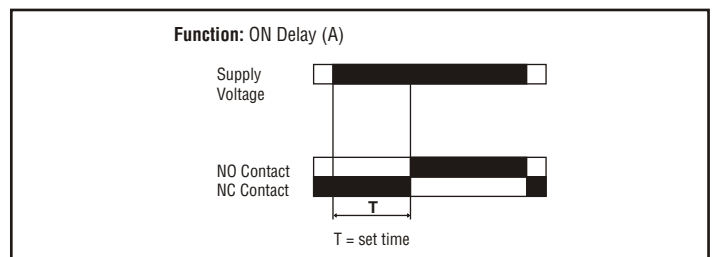 Function: ON Delay (A)
Supply
Voltage
NO Contact
NC Contact
T
T = set time